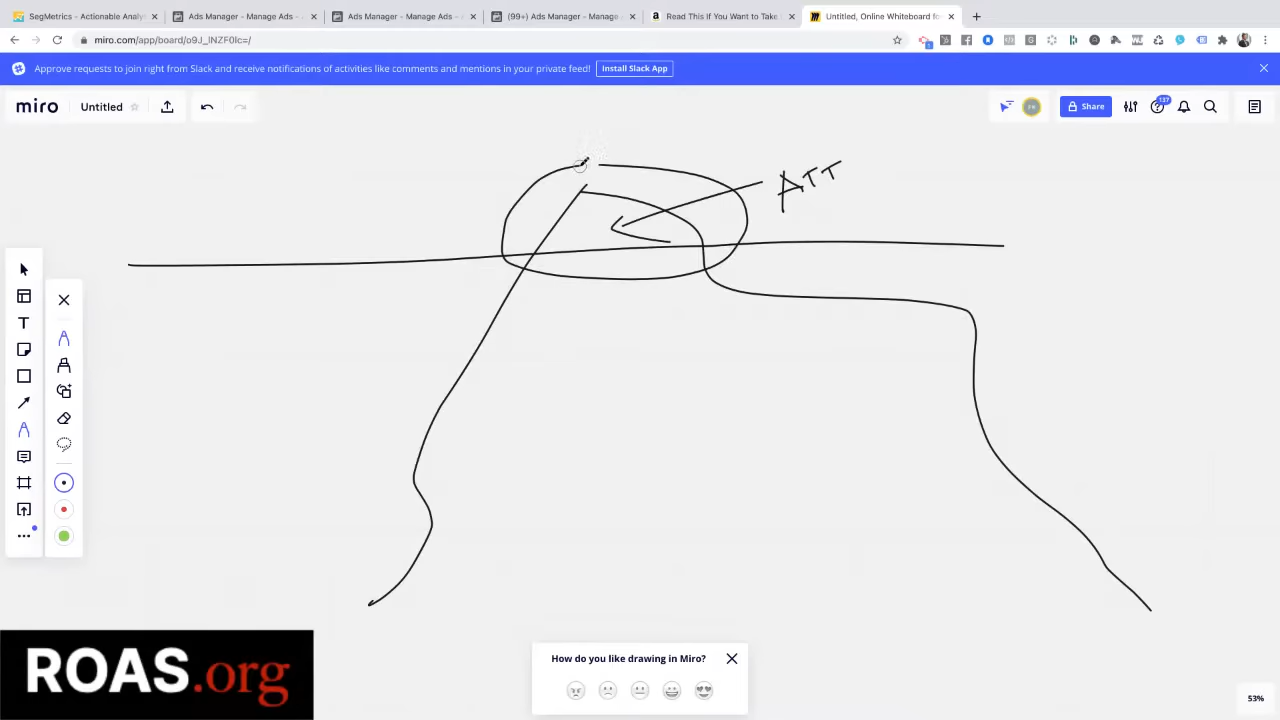 SegMetrics - Actionable Analyt
Ads Manager - Manage Ads -
Ads Manager - Manage Ads -
(99+) Ads Manager - Manage
Read This If You Want to Take
Untitled, Online Whiteboard fo
miro.com/app/board/o9J_lNZF0Ic=/
Approve requests to join right from Slack and receive notifications of activities like comments and mentions in your private feed!
Install Slack App
miro
Untitled
Share
137
ATT
T
How do you like drawing in Miro?
53%
ROAS.org